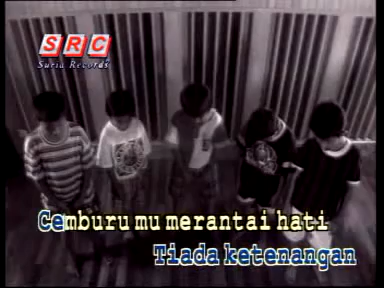 SRC
Suria Records
Cemburu mu merantai hati
Tiada ketenangan